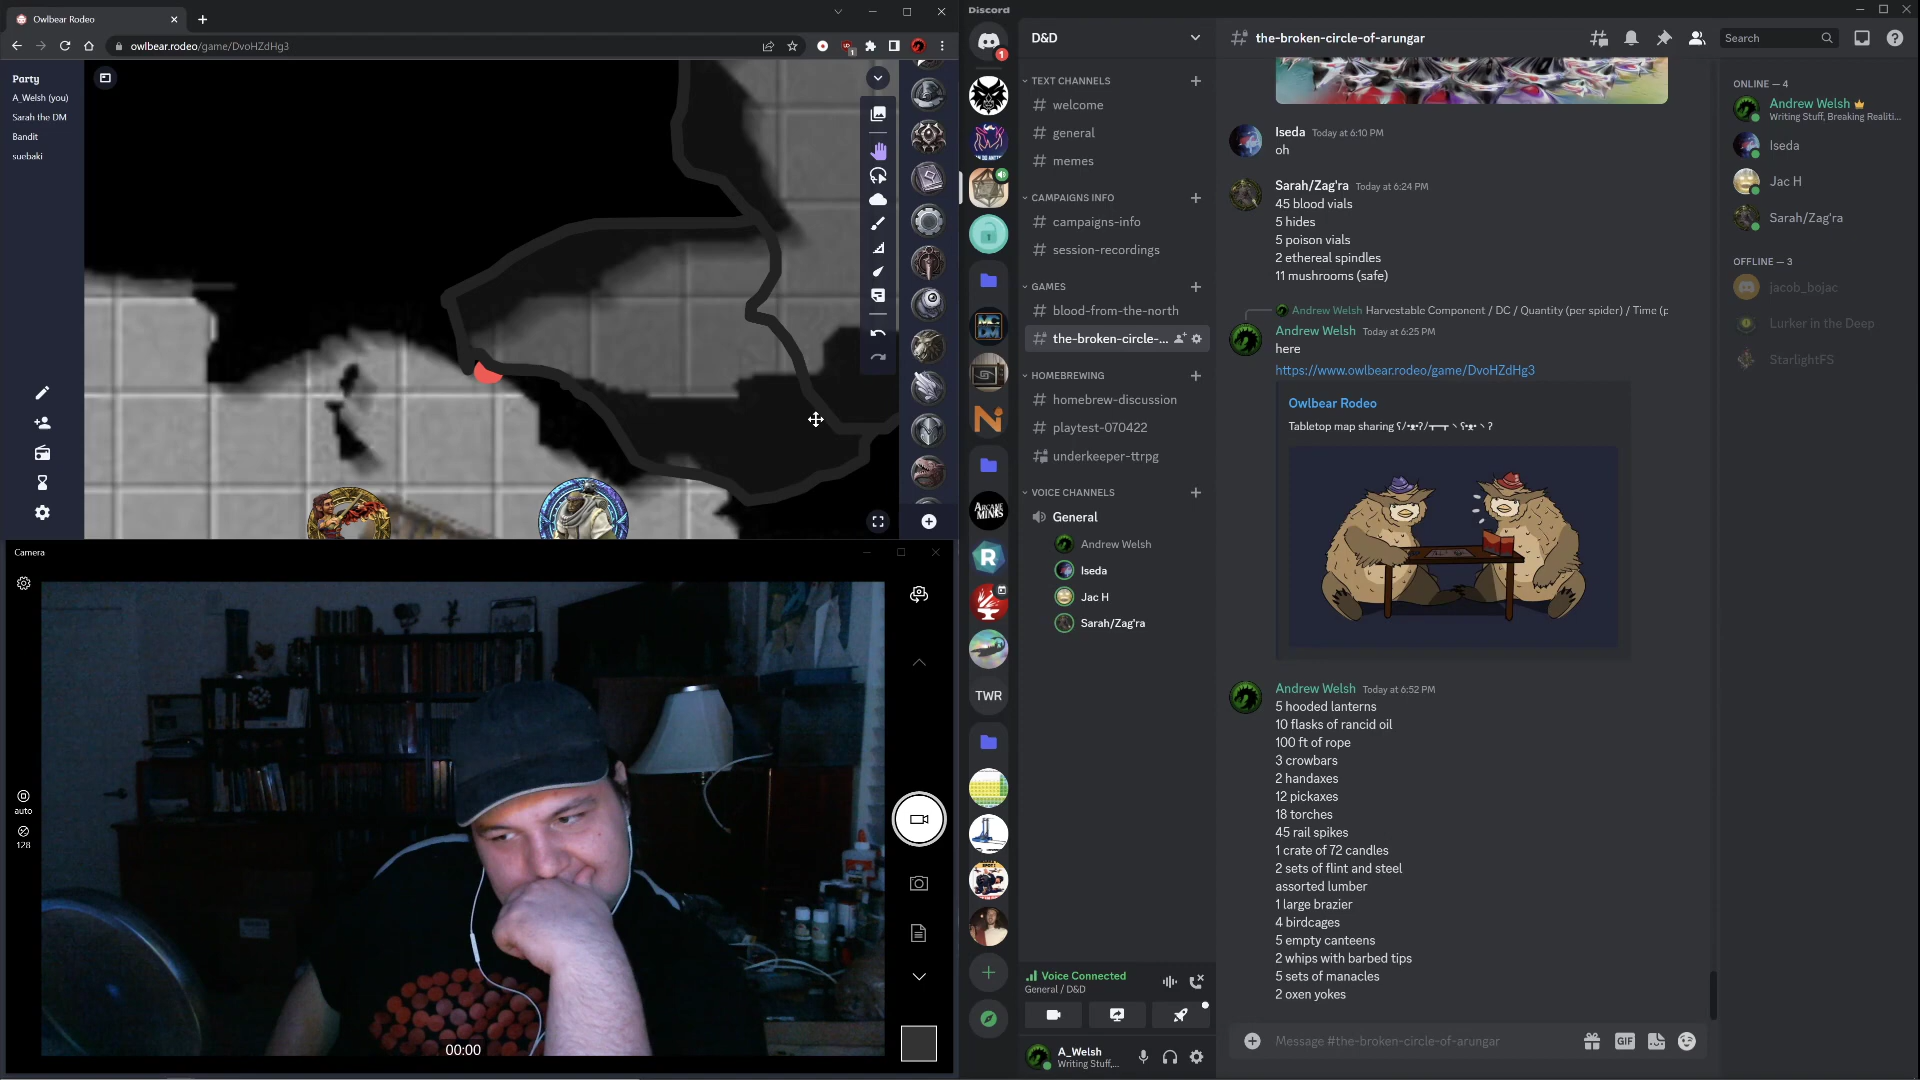 Owlbear Rodeo
owlbear.rodeo/game/DvoHZdHg3
Party
A_Welsh (you)
Sarah the DM
Bandit
suebaki
Camera
auto
128
00:00
Discord
1
D&D
TEXT CHANNELS
welcome
general
memes
CAMPAIGNS INFO
campaigns-info
session-recordings
GAMES
blood-from-the-north
the-broken-circle-...
HOMEBREWING
homebrew-discussion
playtest-070422
underkeeper-ttrpg
VOICE CHANNELS
General
Andrew Welsh
Iseda
Jac H
Sarah/Zag'ra
MCDM
ARCANE MINIS
TWR
Voice Connected
General / D&D
A_Welsh
Writing Stuff,...
the-broken-circle-of-arungar
Search
Iseda Today at 6:10 PM
oh
Sarah/Zag'ra Today at 6:24 PM
45 blood vials
5 hides
5 poison vials
2 ethereal spindles
11 mushrooms (safe)
Andrew Welsh Harvestable Component / DC / Quantity (per spider) / Time (p
Andrew Welsh Today at 6:25 PM
here
https://www.owlbear.rodeo/game/DvoHZdHg3
Owlbear Rodeo
Tabletop map sharing ʕ/·ᴥ·ʔ/┬─┬ヽʕ·ᴥ·ヽʔ
Andrew Welsh Today at 6:52 PM
5 hooded lanterns
10 flasks of rancid oil
100 ft of rope
3 crowbars
2 handaxes
12 pickaxes
18 torches
45 rail spikes
1 crate of 72 candles
2 sets of flint and steel
assorted lumber
1 large brazier
4 birdcages
5 empty canteens
2 whips with barbed tips
5 sets of manacles
2 oxen yokes
Message #the-broken-circle-of-arungar
GIF
ONLINE — 4
Andrew Welsh
Writing Stuff, Breaking Realiti...
Iseda
Jac H
Sarah/Zag'ra
OFFLINE — 3
jacob_bojac
Lurker in the Deep
StarlightFS